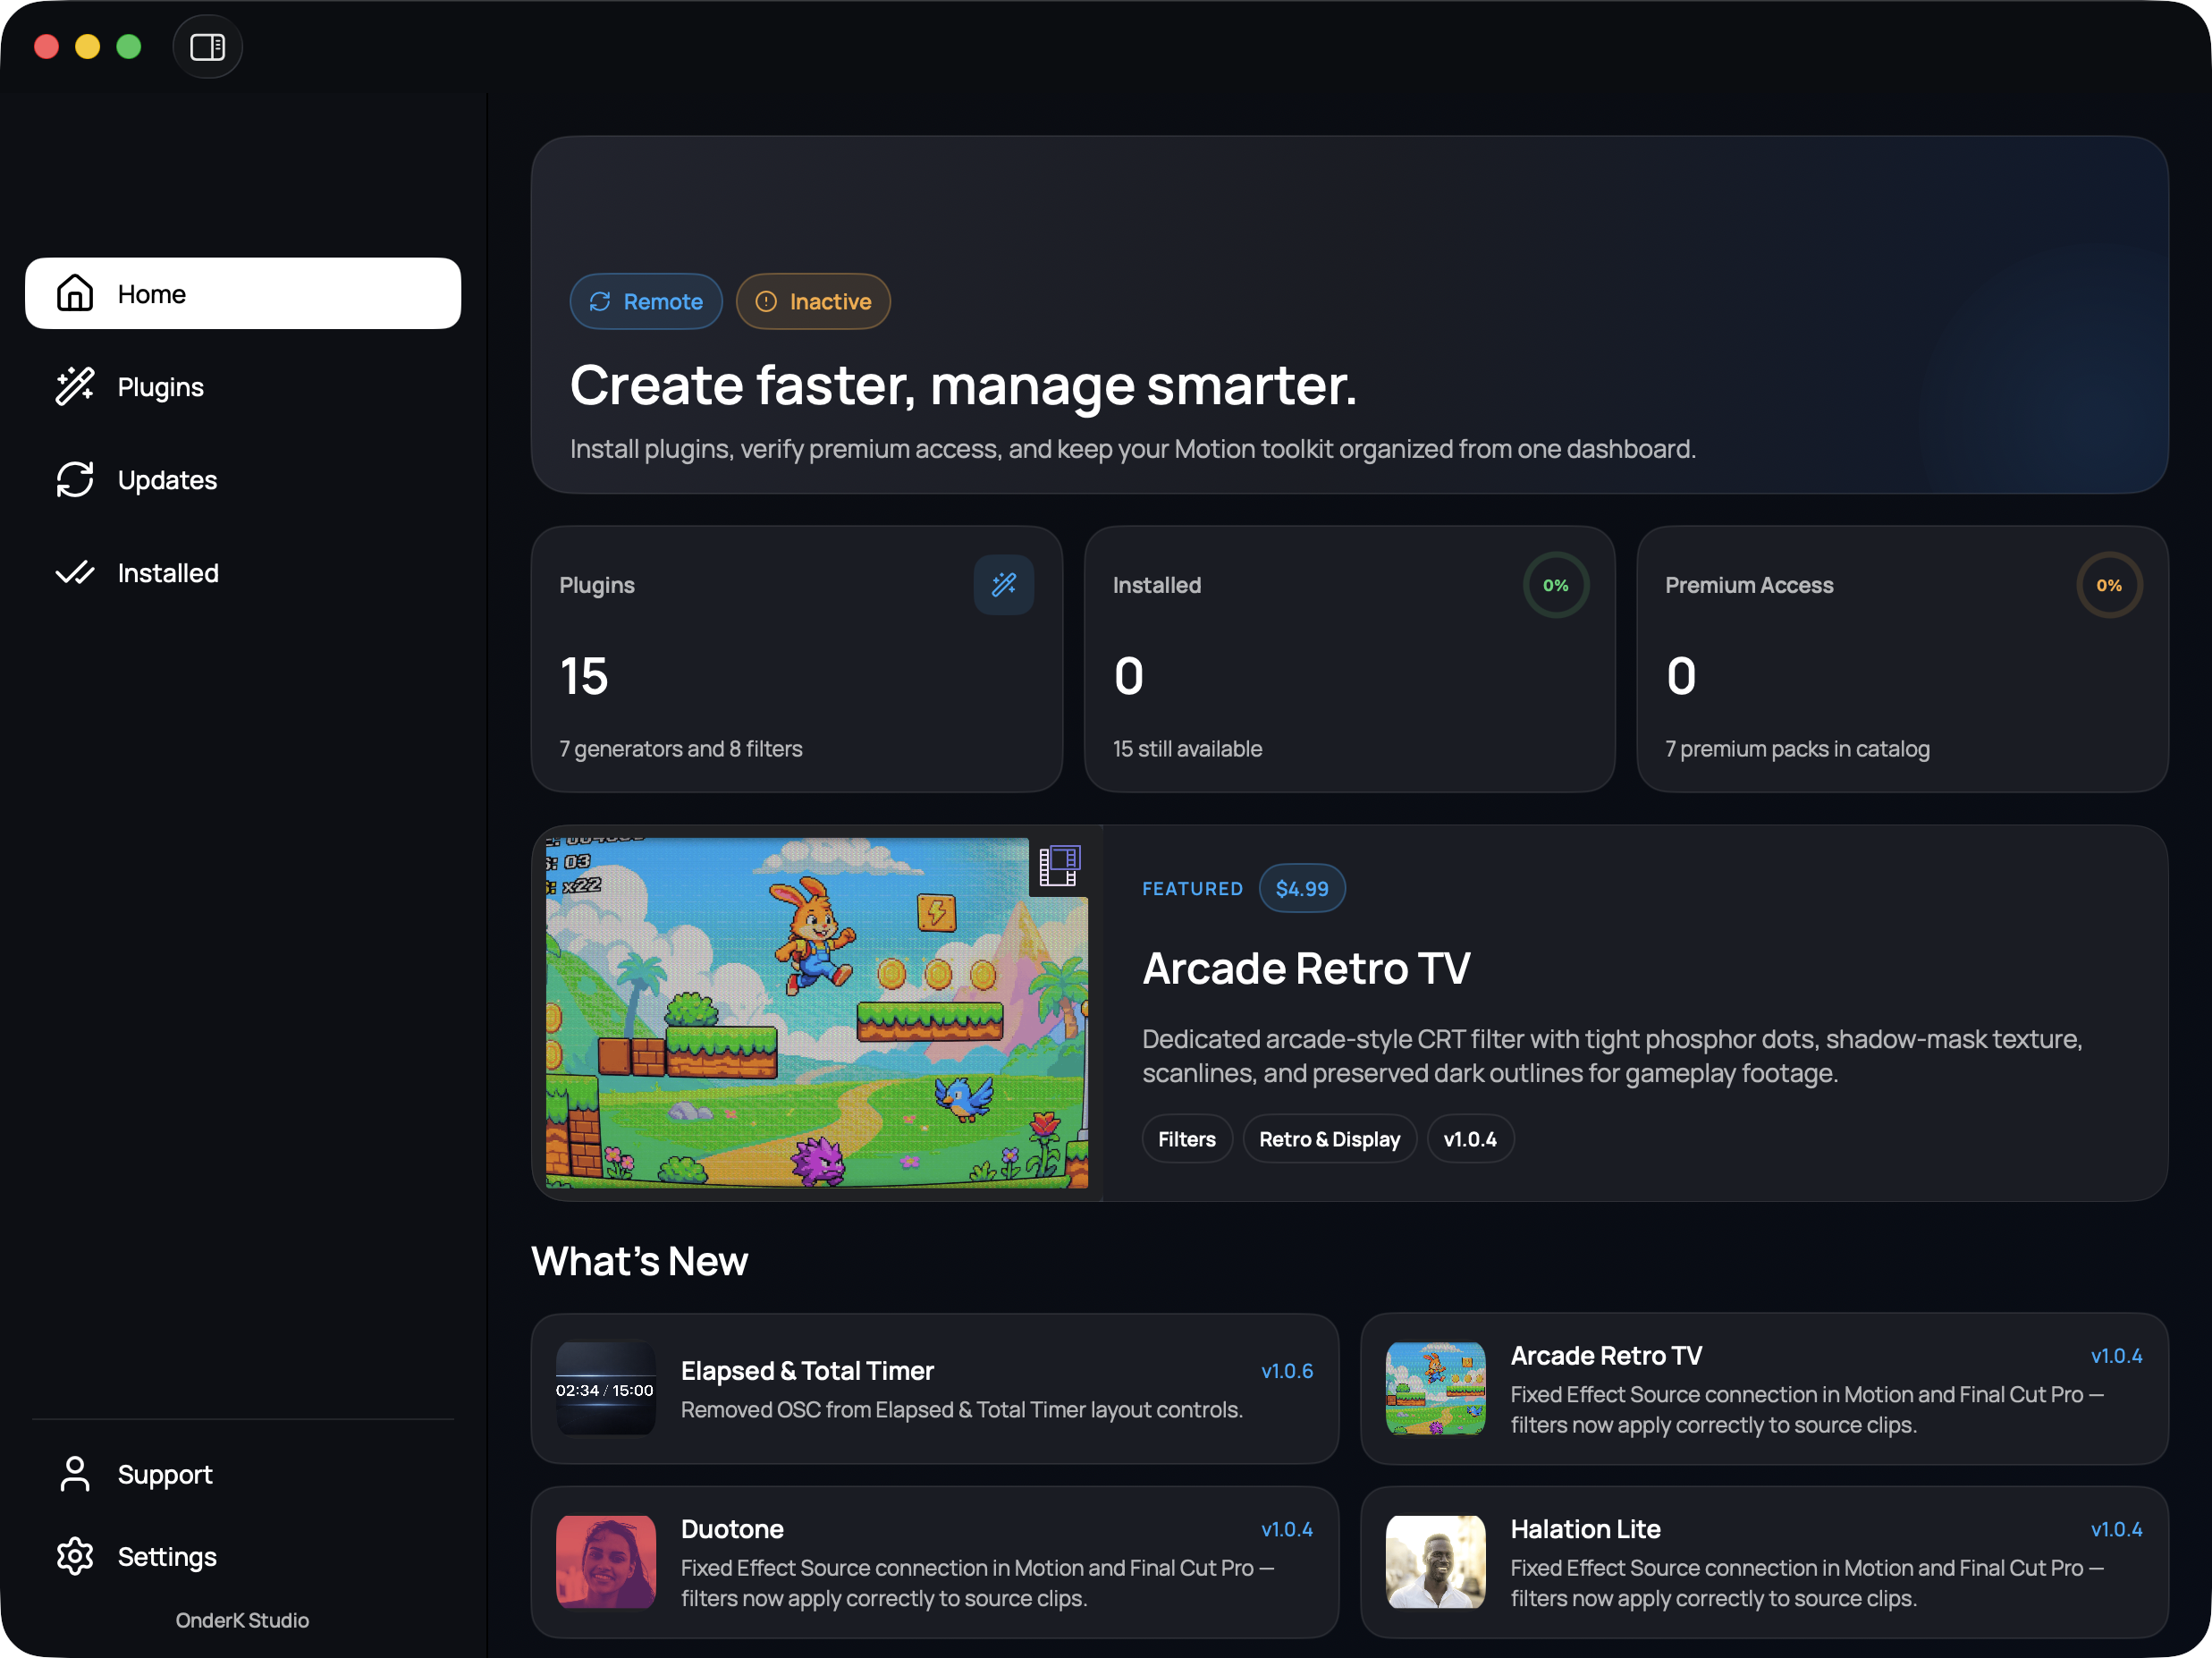 Home
Plugins
Updates
Installed
Support
Settings
OnderK Studio
Remote
Inactive
Create faster, manage smarter.
Install plugins, verify premium access, and keep your Motion toolkit organized from one dashboard.
Plugins
15
7 generators and 8 filters
Installed
0%
0
15 still available
Premium Access
0%
0
7 premium packs in catalog
: 03
: x22
FEATURED
$4.99
Arcade Retro TV
Dedicated arcade-style CRT filter with tight phosphor dots, shadow-mask texture,
scanlines, and preserved dark outlines for gameplay footage.
Filters
Retro & Display
v1.0.4
What's New
02:34 / 15:00
Elapsed & Total Timer
v1.0.6
Removed OSC from Elapsed & Total Timer layout controls.
Arcade Retro TV
v1.0.4
Fixed Effect Source connection in Motion and Final Cut Pro —
filters now apply correctly to source clips.
Duotone
v1.0.4
Fixed Effect Source connection in Motion and Final Cut Pro —
filters now apply correctly to source clips.
Halation Lite
v1.0.4
Fixed Effect Source connection in Motion and Final Cut Pro —
filters now apply correctly to source clips.